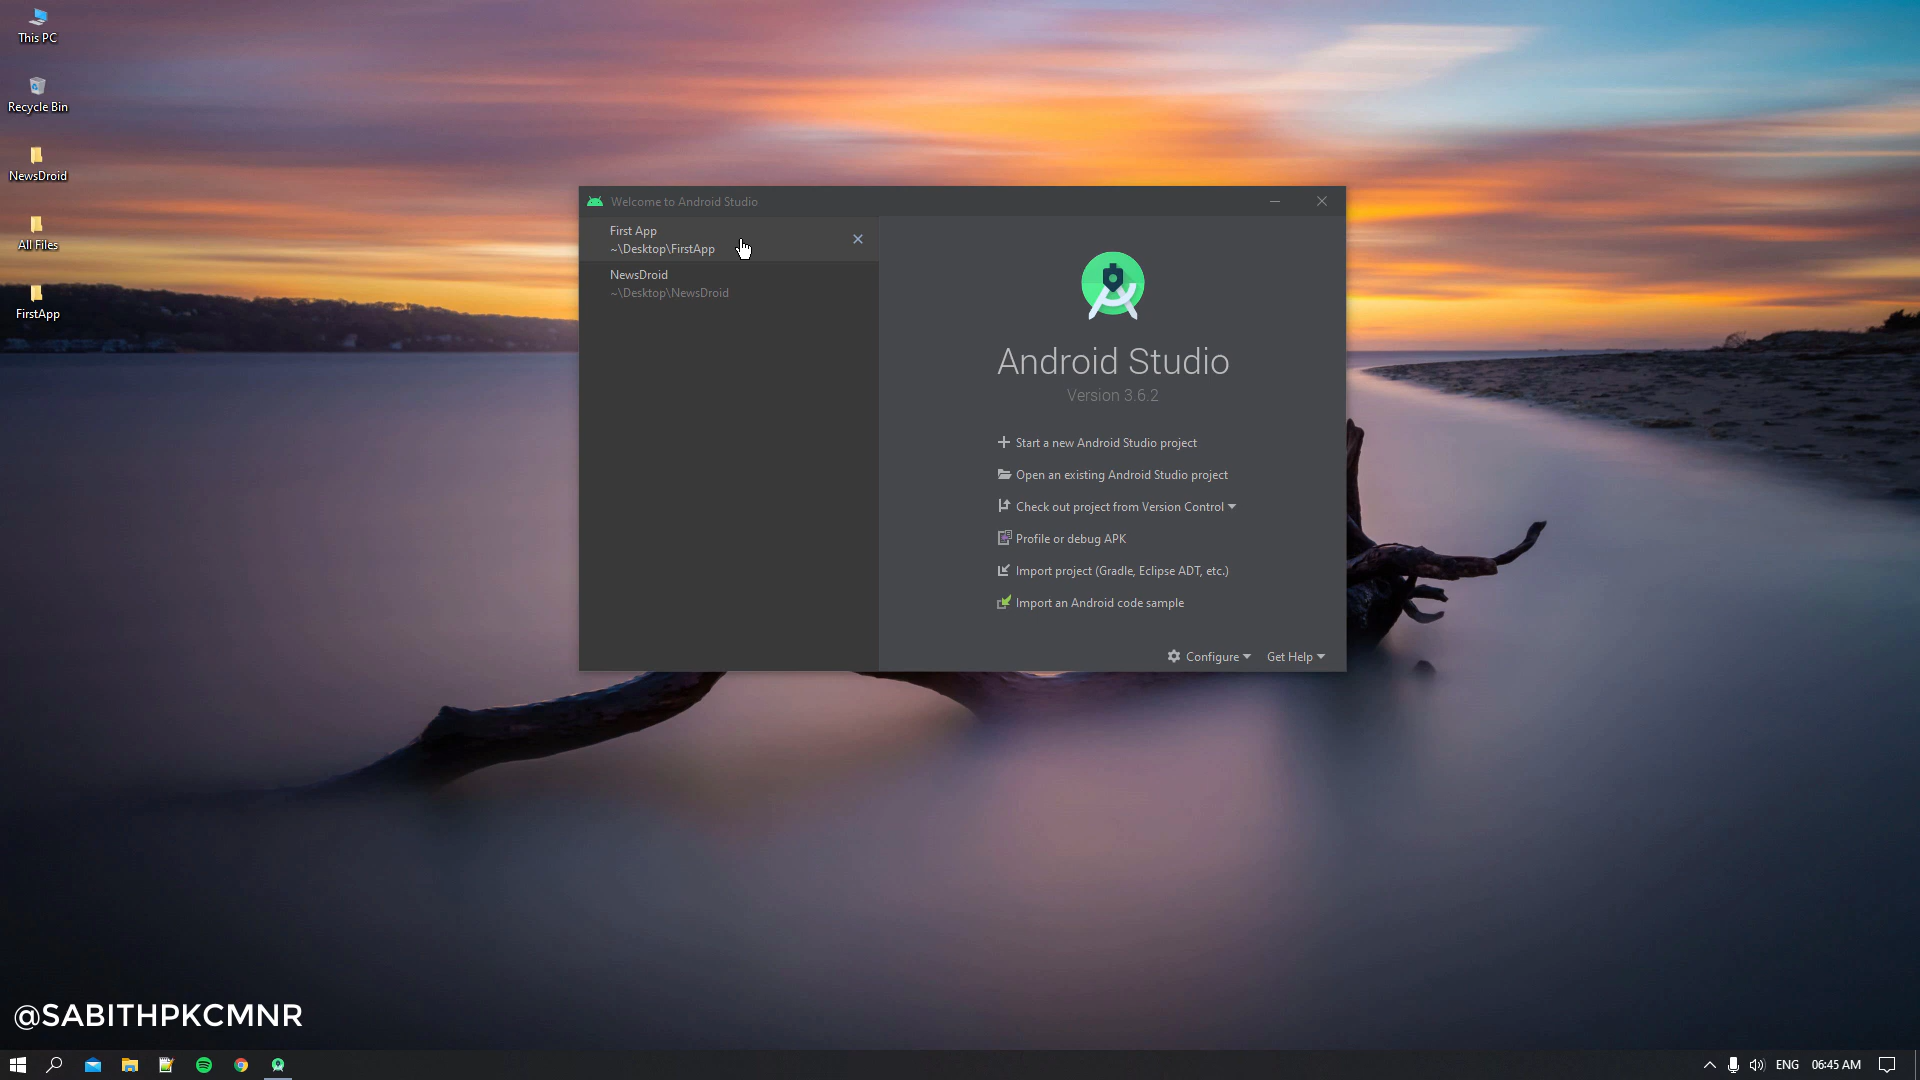 This PC
Recycle Bin
NewsDroid
All Files
FirstApp
Welcome to Android Studio
First App
~\Desktop\FirstApp
NewsDroid
~\Desktop\NewsDroid
Android Studio
Version 3.6.2
Start a new Android Studio project
Open an existing Android Studio project
Check out project from Version Control
Profile or debug APK
Import project (Gradle, Eclipse ADT, etc.)
Import an Android code sample
Configure Get Help
@SABITHPKCMNR
ENG 06:45 AM